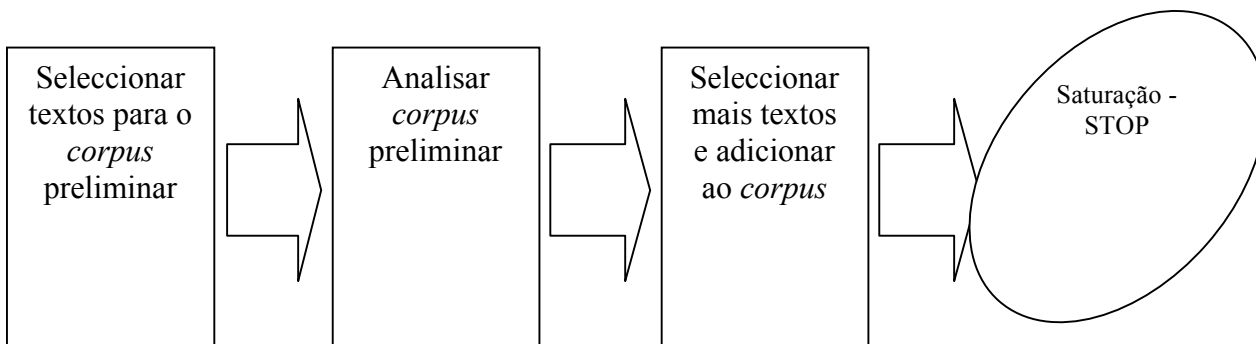 Seleccionar
textos para o
corpus
preliminar
Analisar
corpus
preliminar
Seleccionar
mais textos
e adicionar
ao corpus
Saturação -
STOP